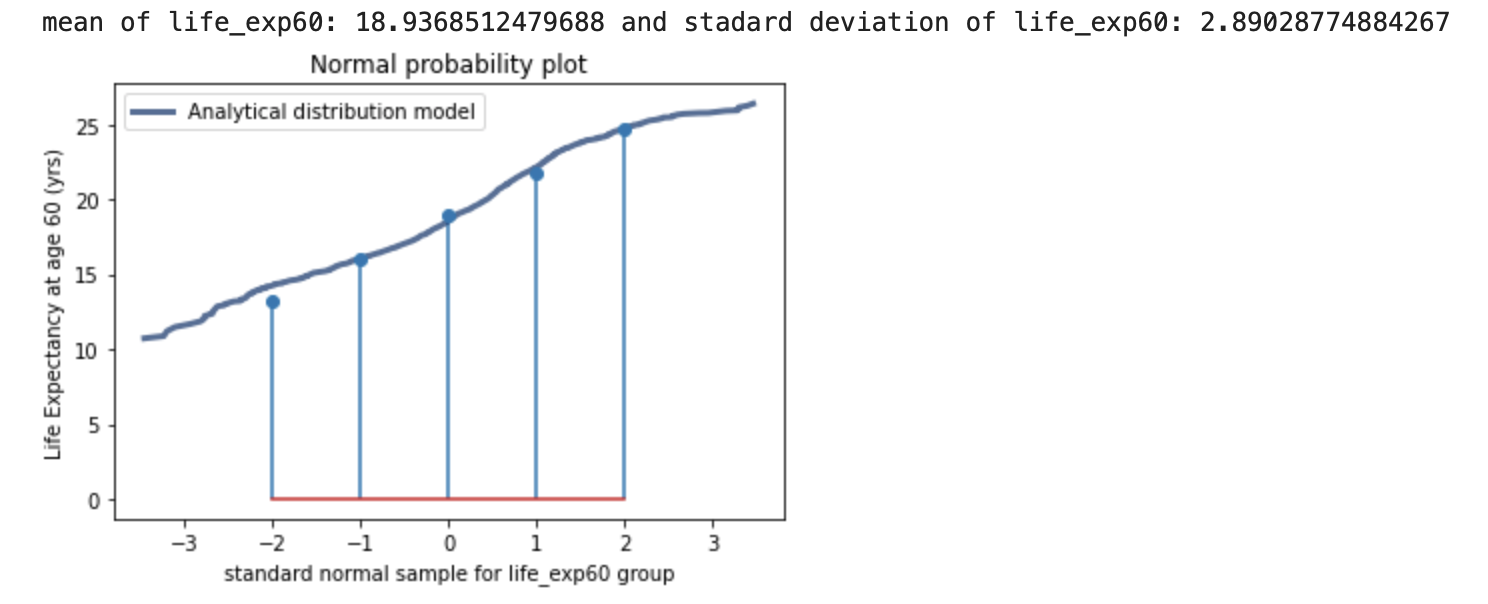 mean of life_exp60: 18.9368512479688 and stadard deviation of life_exp60: 2.89028774884267
Normal probability plot
Analytical distribution model
25
20
15
10
5
0
Life Expectancy at age 60 (yrs)
−3 −2 −1 0 1 2 3
standard normal sample for life_exp60 group